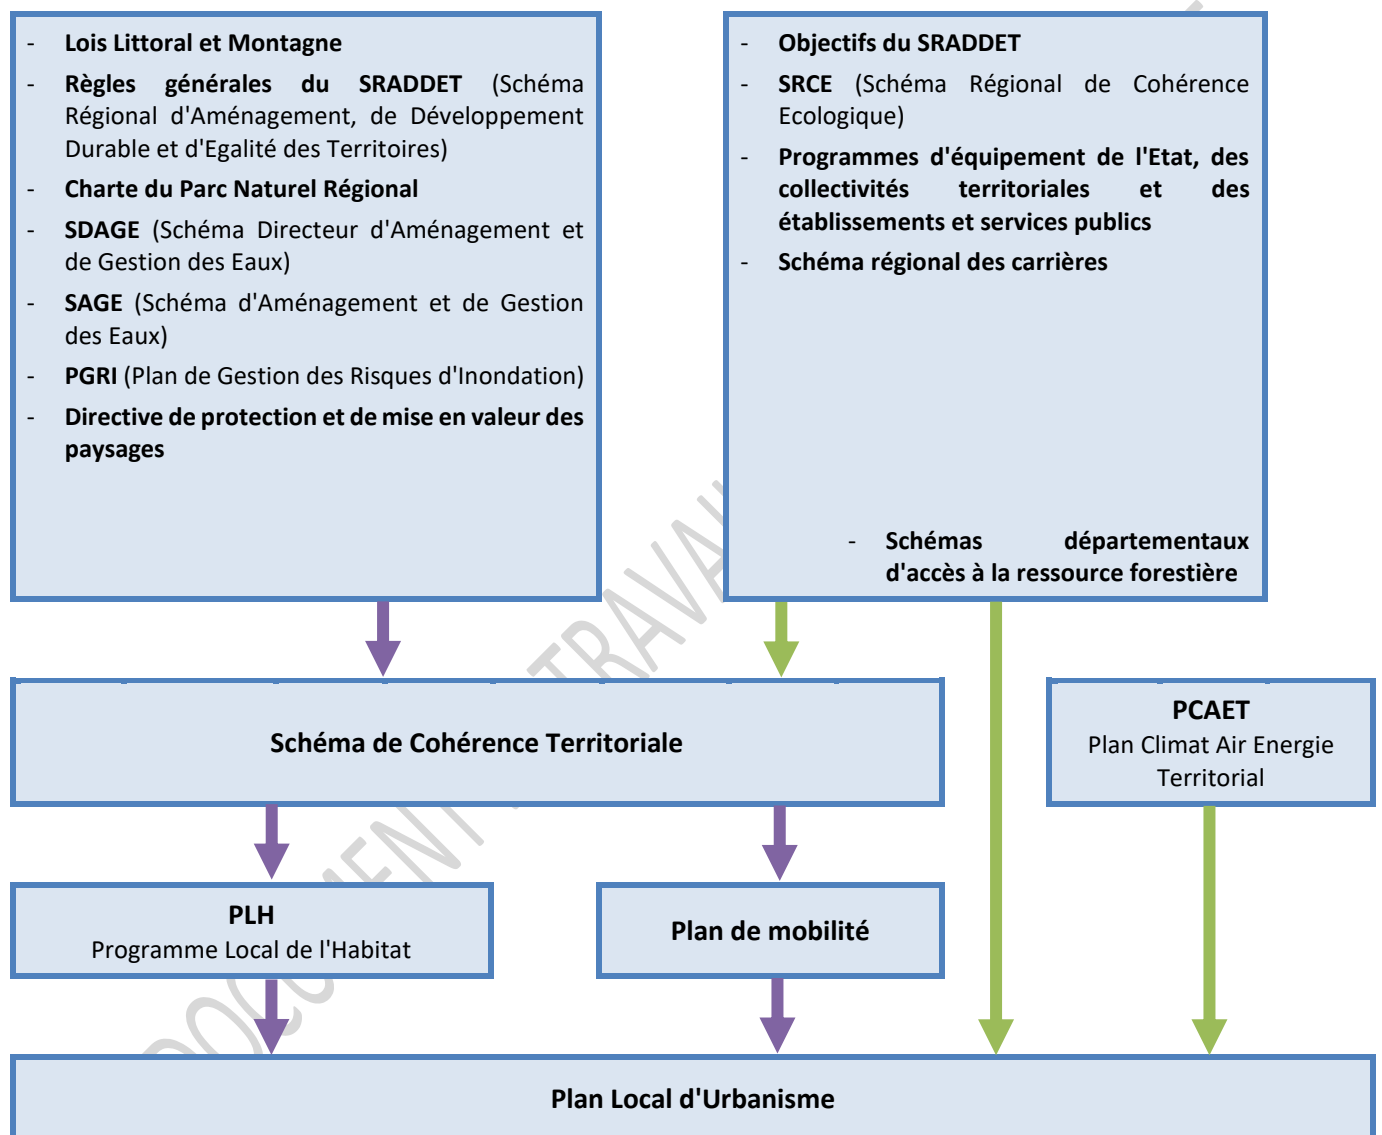 - Lois Littoral et Montagne
- Règles générales du SRADDET (Schéma
Régional d'Aménagement, de Développement
Durable et d'Egalité des Territoires)
- Charte du Parc Naturel Régional
- SDAGE (Schéma Directeur d'Aménagement et
de Gestion des Eaux)
- SAGE (Schéma d'Aménagement et de Gestion
des Eaux)
- PGRI (Plan de Gestion des Risques d'Inondation)
- Directive de protection et de mise en valeur des
paysages
- Objectifs du SRADDET
- SRCE (Schéma Régional de Cohérence
Ecologique)
- Programmes d'équipement de l'Etat, des
collectivités territoriales et des
établissements et services publics
- Schéma régional des carrières
- Schémas départementaux
d'accès à la ressource forestière
Schéma de Cohérence Territoriale
PCAET
Plan Climat Air Energie
Territorial
PLH
Programme Local de l'Habitat
Plan de mobilité
Plan Local d'Urbanisme